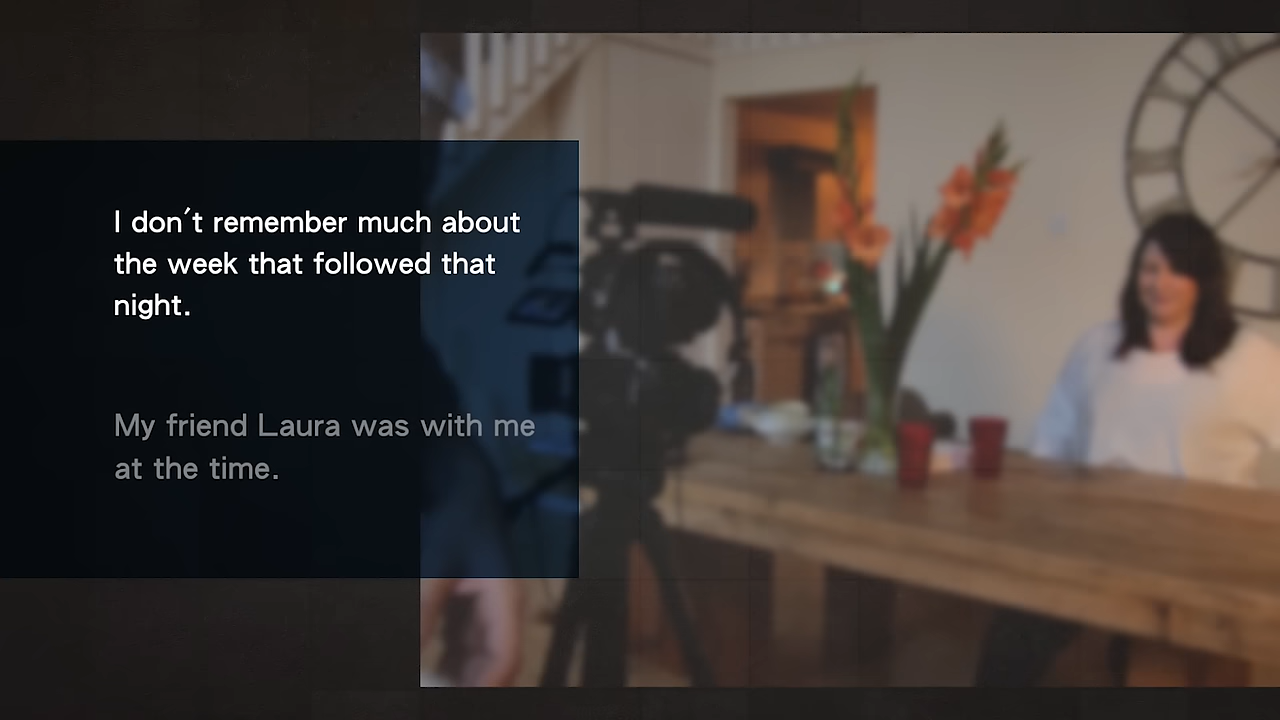 I don't remember much about
the week that followed that
night.
My friend Laura was with me
at the time.